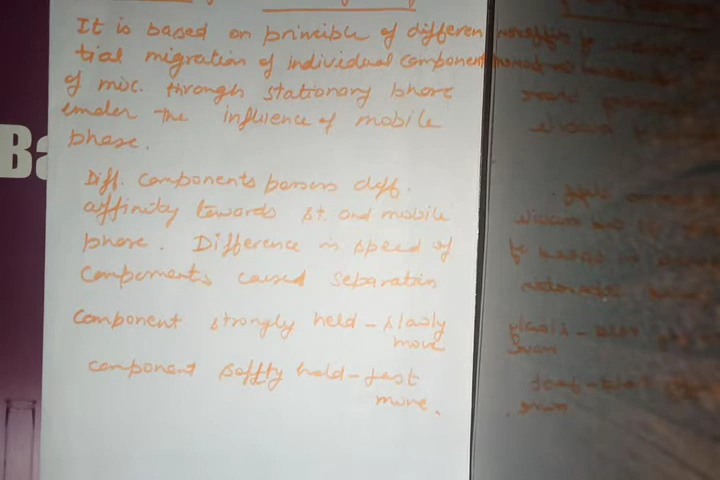 It is based on principle of differen
tial migration of individual component
of mix. through stationary phase
under the influence of mobile
phase.
Diff. components possess diff.
affinity towards st. and mobile
phase. Difference in speed of
components caused separation
component strongly held - slowly
move
component softly held - fast
move.
Ba